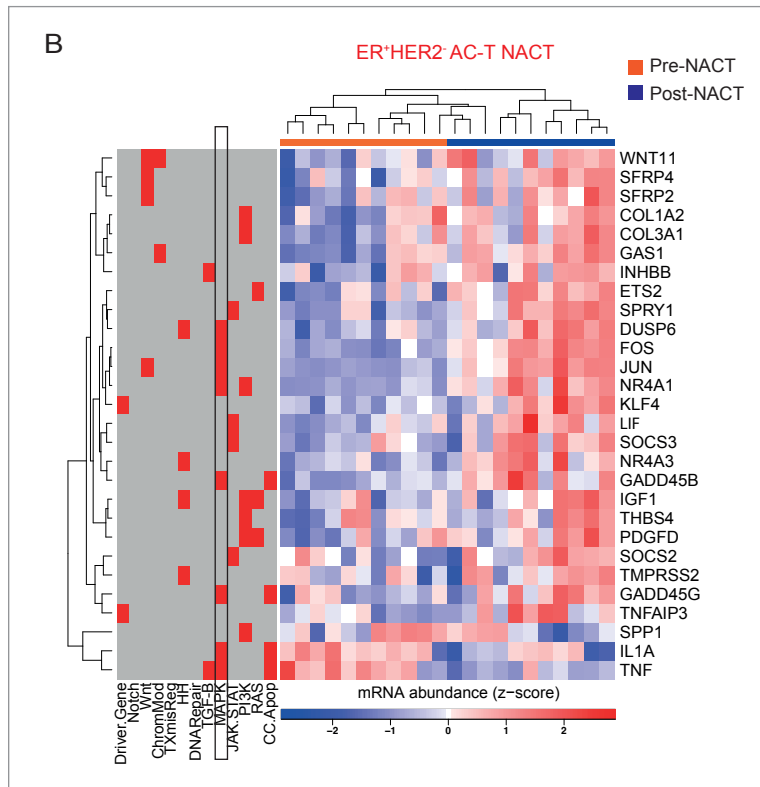 B
ER⁺HER2⁻ AC-T NACT
Pre-NACT
Post-NACT
WNT11
SFRP4
SFRP2
COL1A2
COL3A1
GAS1
INHBB
ETS2
SPRY1
DUSP6
FOS
JUN
NR4A1
KLF4
LIF
SOCS3
NR4A3
GADD45B
IGF1
THBS4
PDGFD
SOCS2
TMPRSS2
GADD45G
TNFAIP3
SPP1
IL1A
TNF
Driver.Gene
Notch
Wnt
ChromMod
TXmisReg
HH
DNARepair
TGF-B
MAPK
JAK.STAT
PI3K
RAS
CC.Apop
mRNA abundance (z-score)
-2 -1 0 1 2